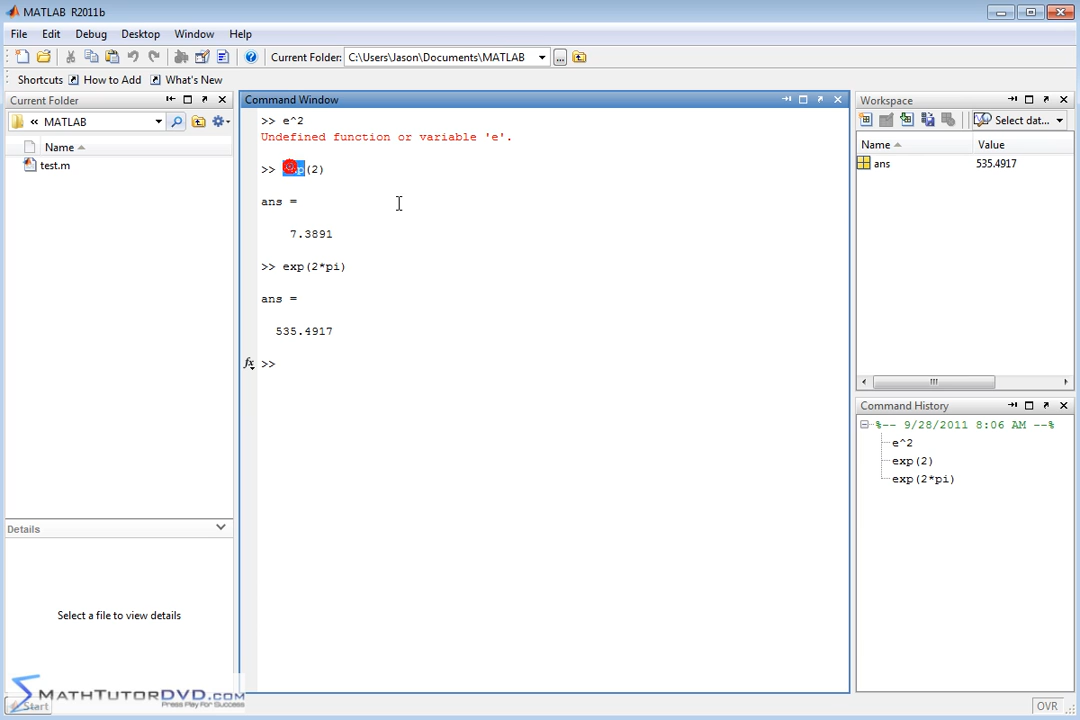 MATLAB R2011b
File Edit Debug Desktop Window Help
Current Folder: C:\Users\Jason\Documents\MATLAB ...
Shortcuts How to Add What's New
Current Folder
« MATLAB
Name
test.m
Details
Select a file to view details
MATHTUTORDVD.COM
Press Play For Success
Start
Command Window
>> e^2
Undefined function or variable 'e'.
>> (2)
ans =
7.3891
>> exp(2*pi)
ans =
535.4917
fx >>
Workspace
Select dat...
Name Value
ans 535.4917
Command History
%-- 9/28/2011 8:06 AM --%
e^2
exp(2)
exp(2*pi)
OVR